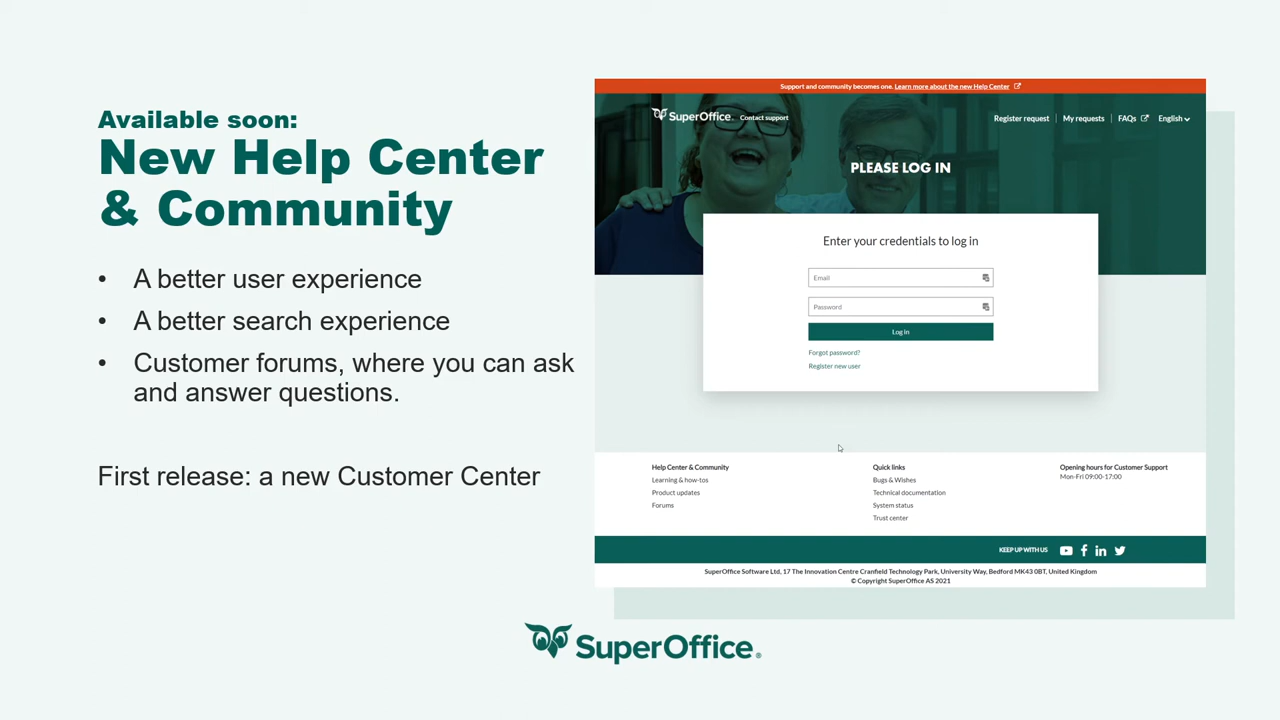 Available soon:
New Help Center
& Community
• A better user experience
• A better search experience
• Customer forums, where you can ask
and answer questions.
First release: a new Customer Center
Support and community becomes one. Learn more about the new Help Center
SuperOffice. Contact support
Register request | My requests | FAQs English
PLEASE LOG IN
Enter your credentials to log in
Email
Password
Log in
Forgot password?
Register new user
Help Center & Community
Learning & how-tos
Product updates
Forums
Quick links
Bugs & Wishes
Technical documentation
System status
Trust center
Opening hours for Customer Support
Mon-Fri 09:00-17:00
KEEP UP WITH US
SuperOffice Software Ltd, 17 The Innovation Centre Cranfield Technology Park, University Way, Bedford MK43 0BT, United Kingdom
© Copyright SuperOffice AS 2021
SuperOffice®